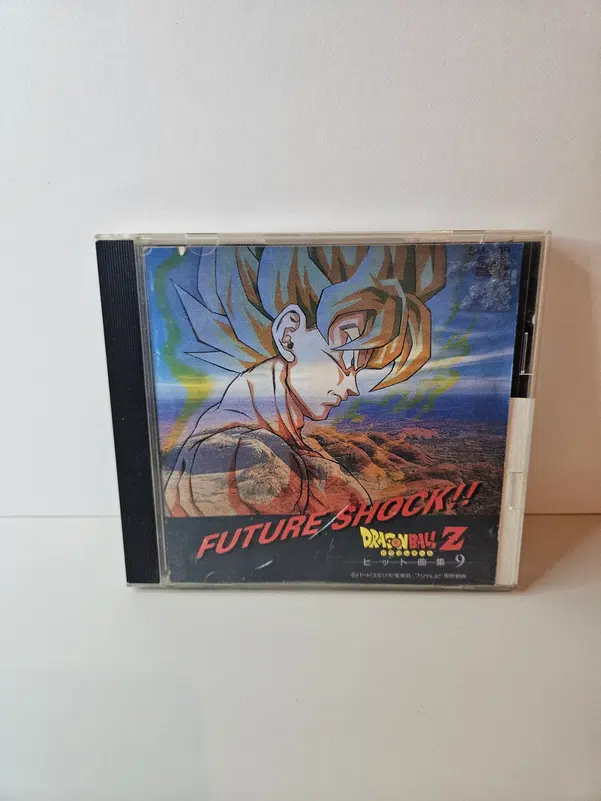 FUTURE SHOCK!!
DRAGON BALL Z
ヒット曲集 9